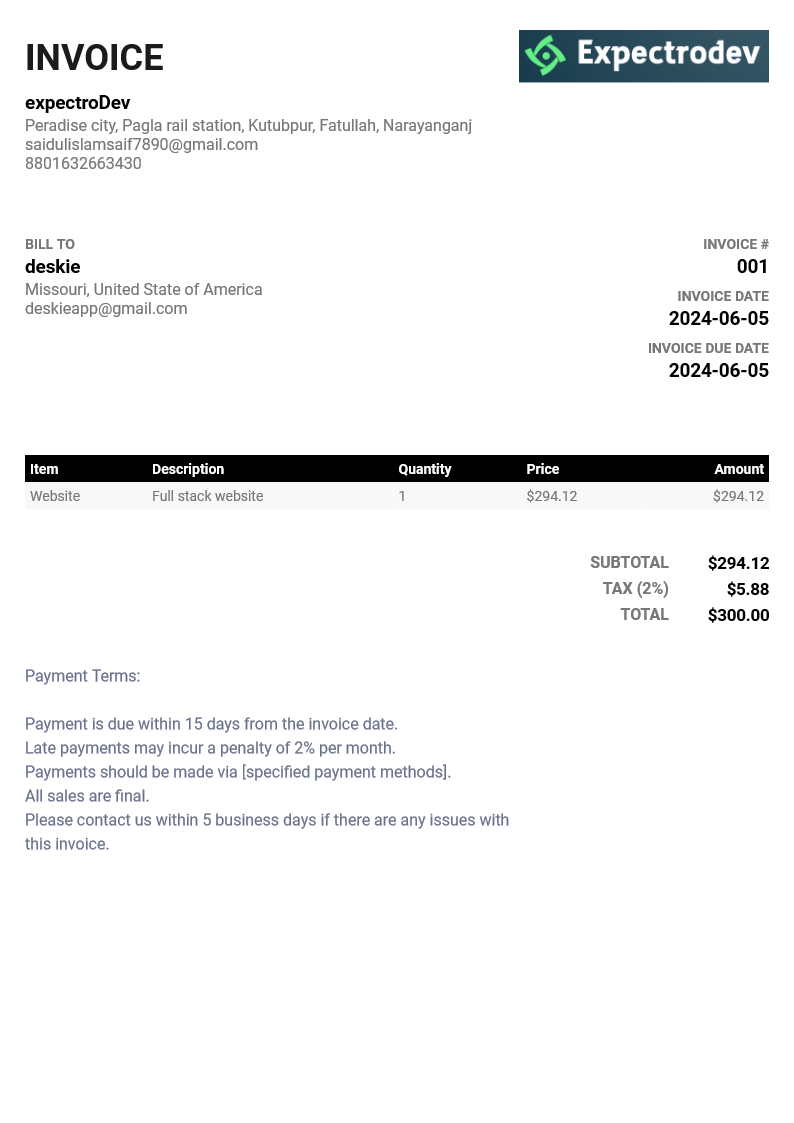 INVOICE
Expectrodev
expectroDev
Peradise city, Pagla rail station, Kutubpur, Fatullah, Narayanganj
saidulislamsaif7890@gmail.com
8801632663430
BILL TO
deskie
Missouri, United State of America
deskieapp@gmail.com
INVOICE #
001
INVOICE DATE
2024-06-05
INVOICE DUE DATE
2024-06-05
Item Description Quantity Price Amount
Website Full stack website 1 $294.12 $294.12
SUBTOTAL $294.12
TAX (2%) $5.88
TOTAL $300.00
Payment Terms:
Payment is due within 15 days from the invoice date.
Late payments may incur a penalty of 2% per month.
Payments should be made via [specified payment methods].
All sales are final.
Please contact us within 5 business days if there are any issues with
this invoice.